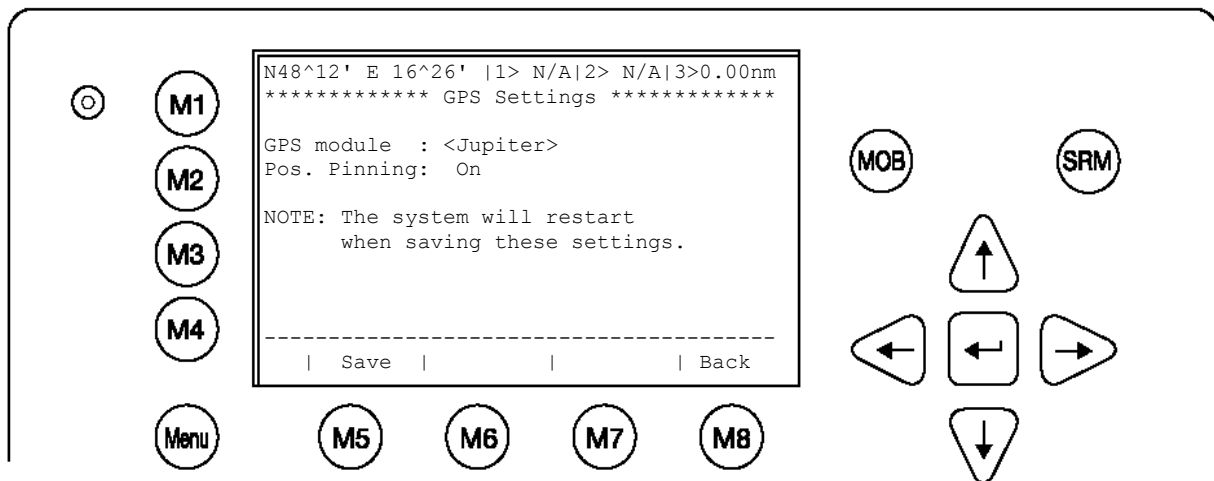 N48^12' E 16^26' |1> N/A|2> N/A|3>0.00nm
************* GPS Settings *************
GPS module  : <Jupiter>
Pos. Pinning:  On
NOTE: The system will restart
      when saving these settings.
----------------------------------------
   |  Save  |         |         | Back
M1
M2
M3
M4
Menu
M5
M6
M7
M8
MOB
SRM